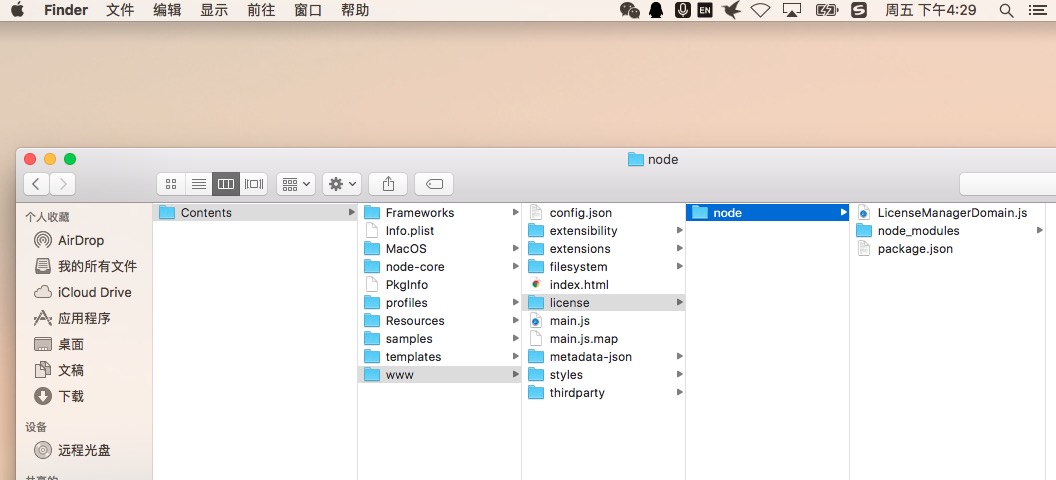 Finder 文件 编辑 显示 前往 窗口 帮助 EN S 周五 下午4:29
node
个人收藏
AirDrop
我的所有文件
iCloud Drive
应用程序
桌面
文稿
下载
设备
远程光盘
Contents
Frameworks
Info.plist
MacOS
node-core
PkgInfo
profiles
Resources
samples
templates
www
config.json
extensibility
extensions
filesystem
index.html
license
main.js
main.js.map
metadata-json
styles
thirdparty
node
LicenseManagerDomain.js
node_modules
package.json